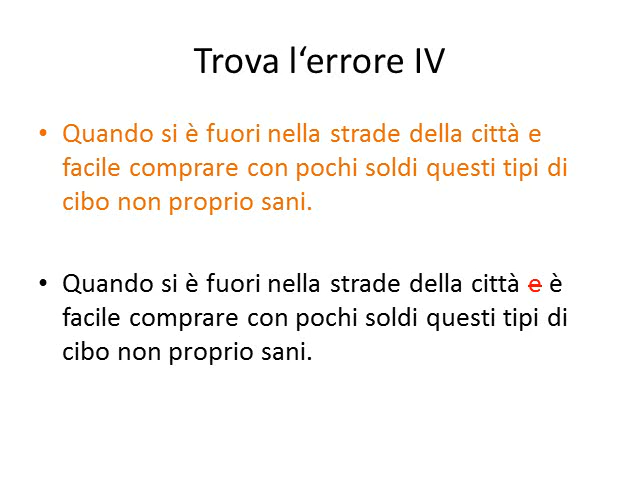 Trova l‘errore IV
• Quando si è fuori nella strade della città e
facile comprare con pochi soldi questi tipi di
cibo non proprio sani.
• Quando si è fuori nella strade della città e è
facile comprare con pochi soldi questi tipi di
cibo non proprio sani.